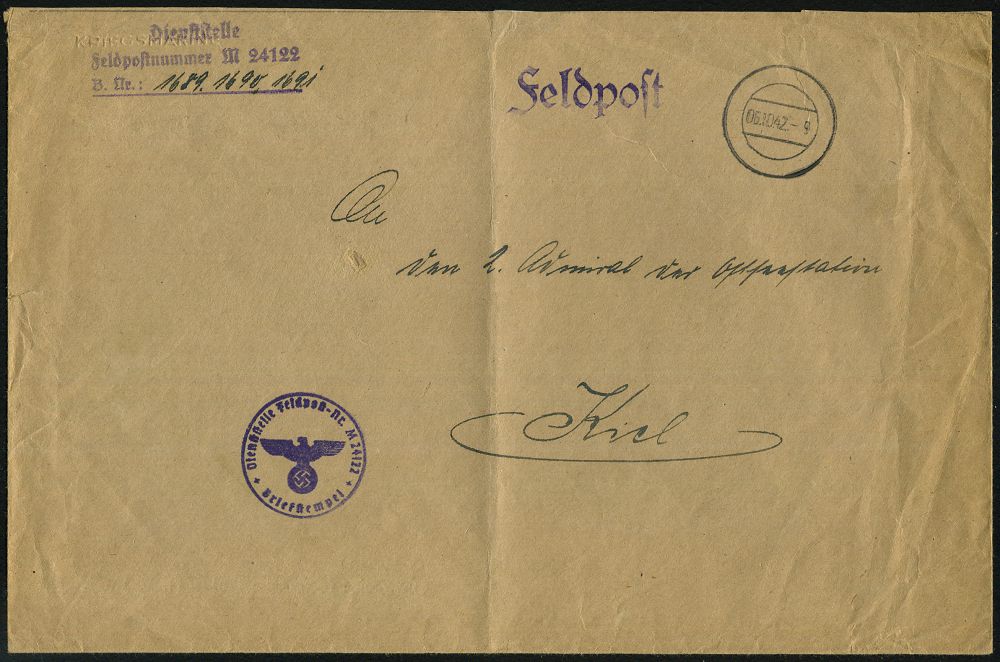 KRIEGSMARINE
Dienststelle
Feldpostnummer M 24122
B. Nr.: 1689. 1690, 1691
Feldpost
06.10.42.- 9
An
den 2. Admiral der Ostseestation
Kiel
Dienststelle Feldpost-Nr. M 24122
+ Briefstempel +